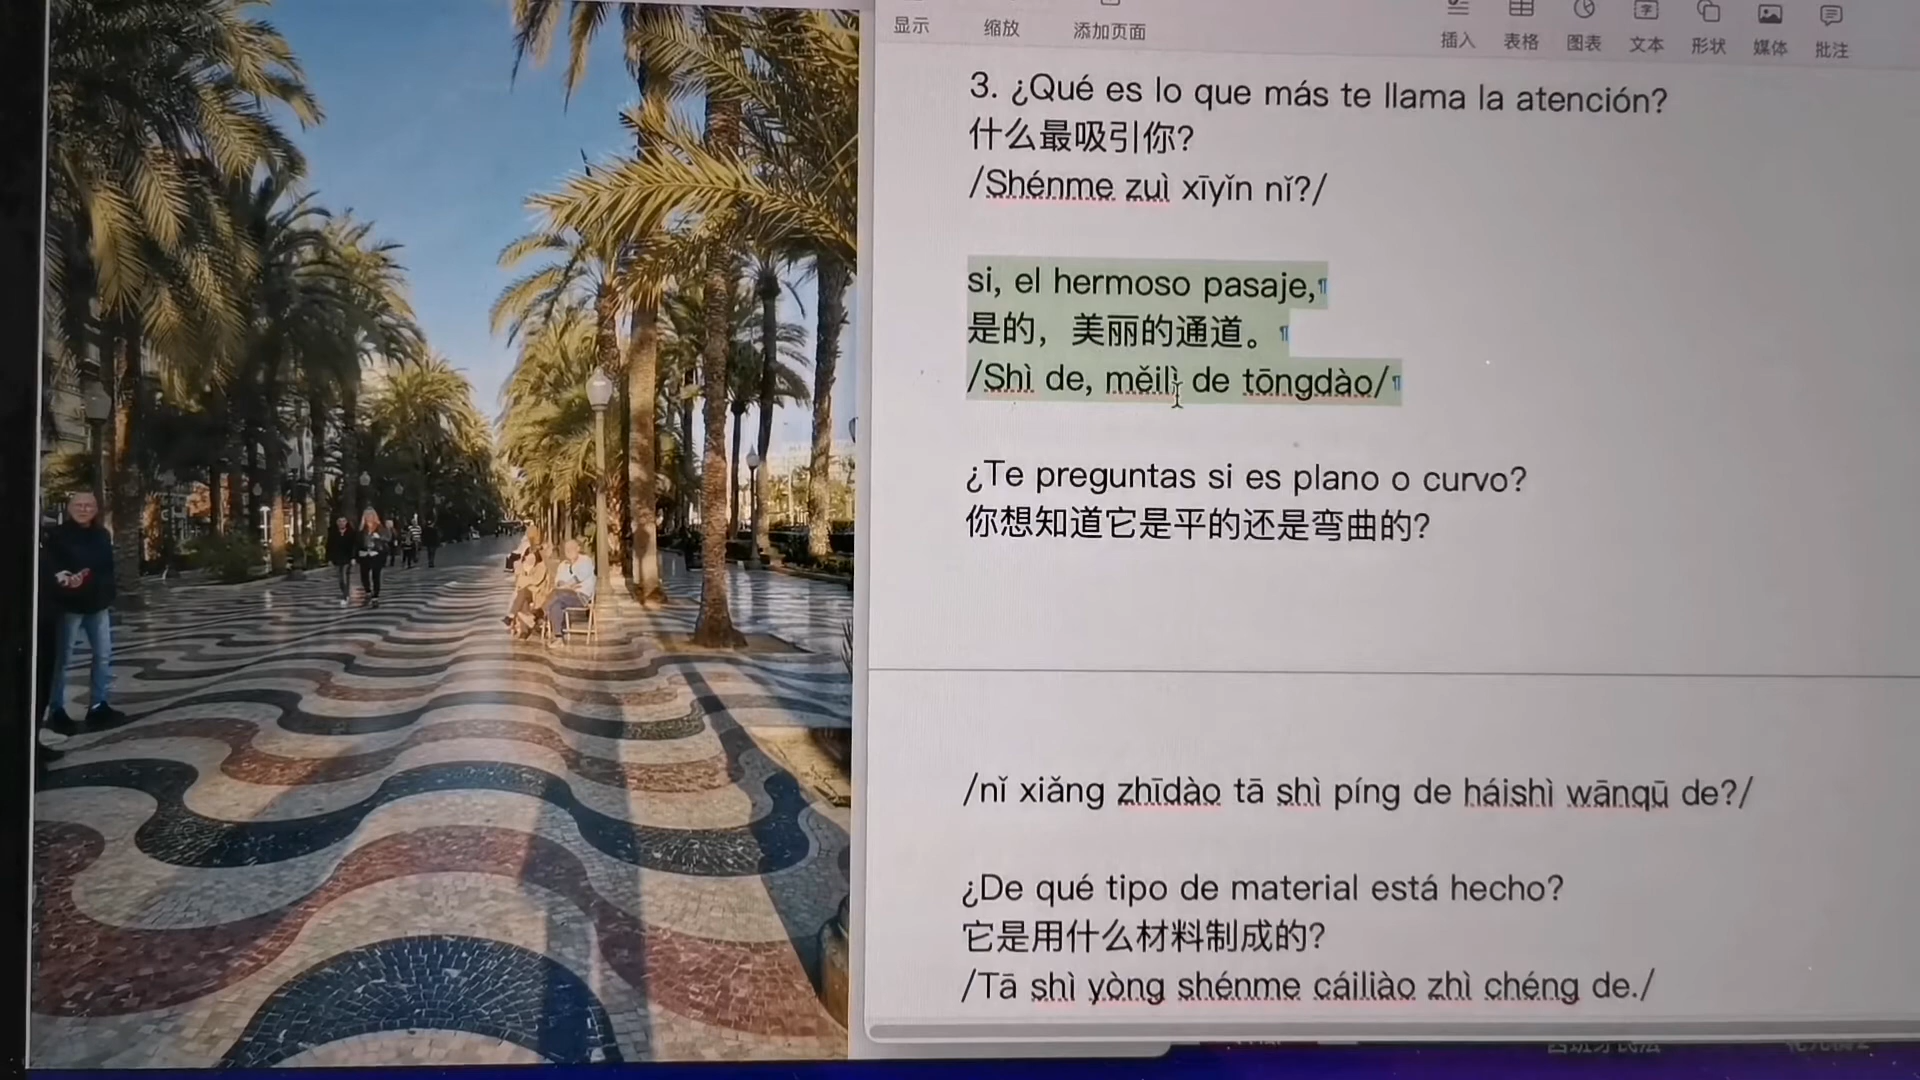 显示
缩放
添加页面
插入
表格
图表
文本
形状
媒体
批注
3. ¿Qué es lo que más te llama la atención?
什么最吸引你?
/Shénme zuì xīyǐn nǐ?/
si, el hermoso pasaje,
是的，美丽的通道。
/Shì de, měilì de tōngdào/
¿Te preguntas si es plano o curvo?
你想知道它是平的还是弯曲的?
/nǐ xiǎng zhīdào tā shì píng de háishì wānqū de?/
¿De qué tipo de material está hecho?
它是用什么材料制成的?
/Tā shì yòng shénme cáiliào zhì chéng de./